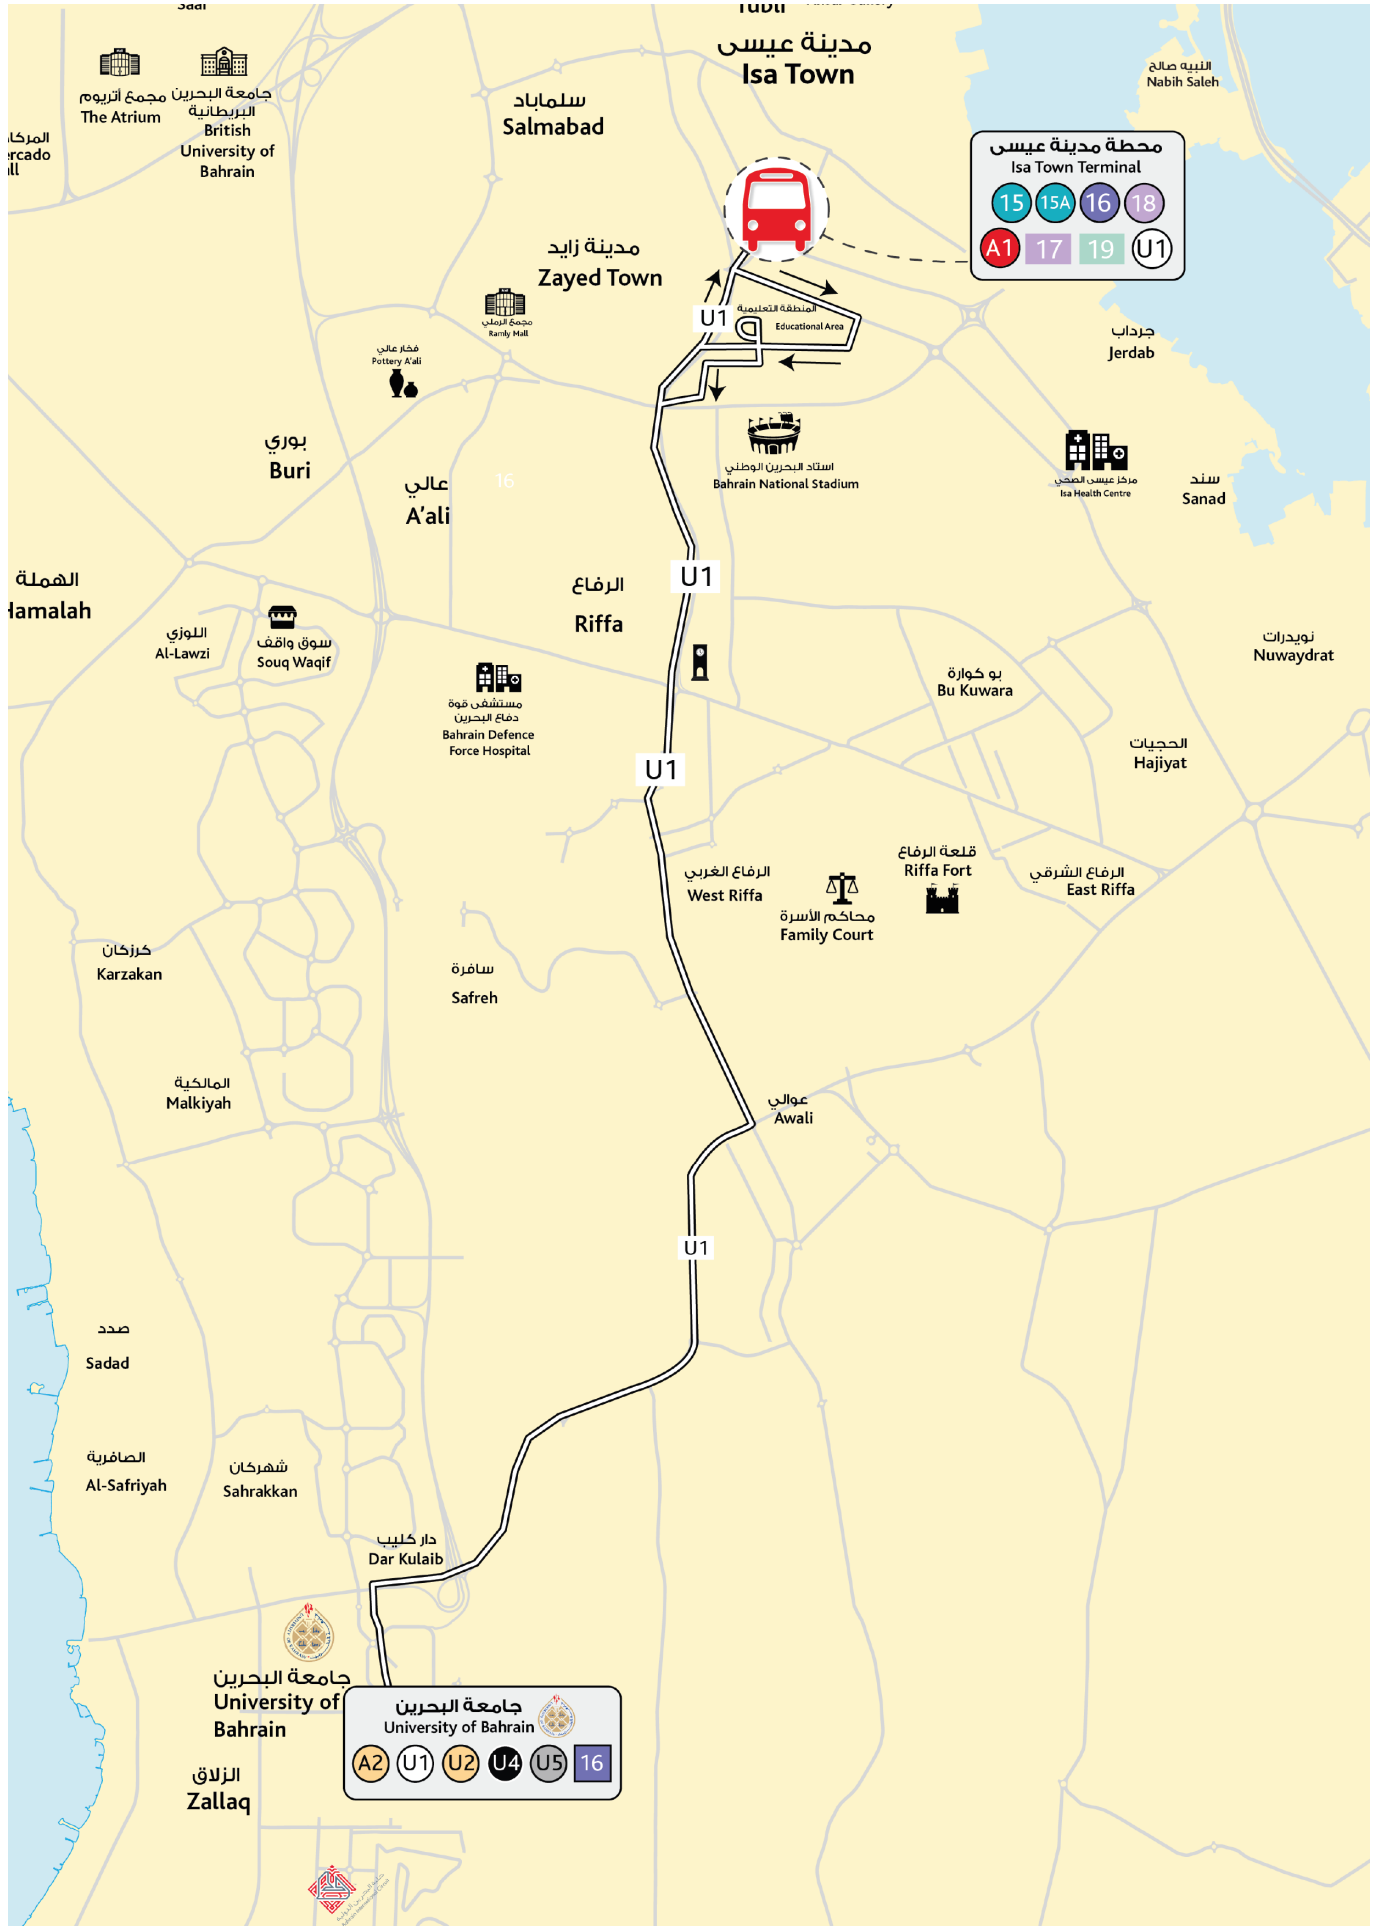 Saar
Tubli
مدينة عيسى
Isa Town
النبيه صالح
Nabih Saleh
مجمع أتريوم
The Atrium
جامعة البحرين
البريطانية
British
University of
Bahrain
سلماباد
Salmabad
محطة مدينة عيسى
Isa Town Terminal
15 15A 16 18
A1 17 19 U1
مدينة زايد
Zayed Town
مجمع الرملي
Ramly Mall
U1
المنطقة التعليمية
Educational Area
جرداب
Jerdab
فخار عالي
Pottery A'ali
بوري
Buri
عالي
A'ali
16
استاد البحرين الوطني
Bahrain National Stadium
مركز عيسى الصحي
Isa Health Centre
سند
Sanad
الهملة
Hamalah
الرفاع
Riffa
U1
اللوزي
Al-Lawzi
سوق واقف
Souq Waqif
نويدرات
Nuwaydrat
بو كوارة
Bu Kuwara
مستشفى قوة
دفاع البحرين
Bahrain Defence
Force Hospital
الحجيات
Hajiyat
U1
الرفاع الغربي
West Riffa
محاكم الأسرة
Family Court
قلعة الرفاع
Riffa Fort
الرفاع الشرقي
East Riffa
كرزكان
Karzakan
سافرة
Safreh
المالكية
Malkiyah
عوالي
Awali
U1
صدد
Sadad
الصافرية
Al-Safriyah
شهركان
Sahrakkan
دار كليب
Dar Kulaib
جامعة البحرين
University of
Bahrain
جامعة البحرين
University of Bahrain
A2 U1 U2 U4 U5 16
الزلاق
Zallaq